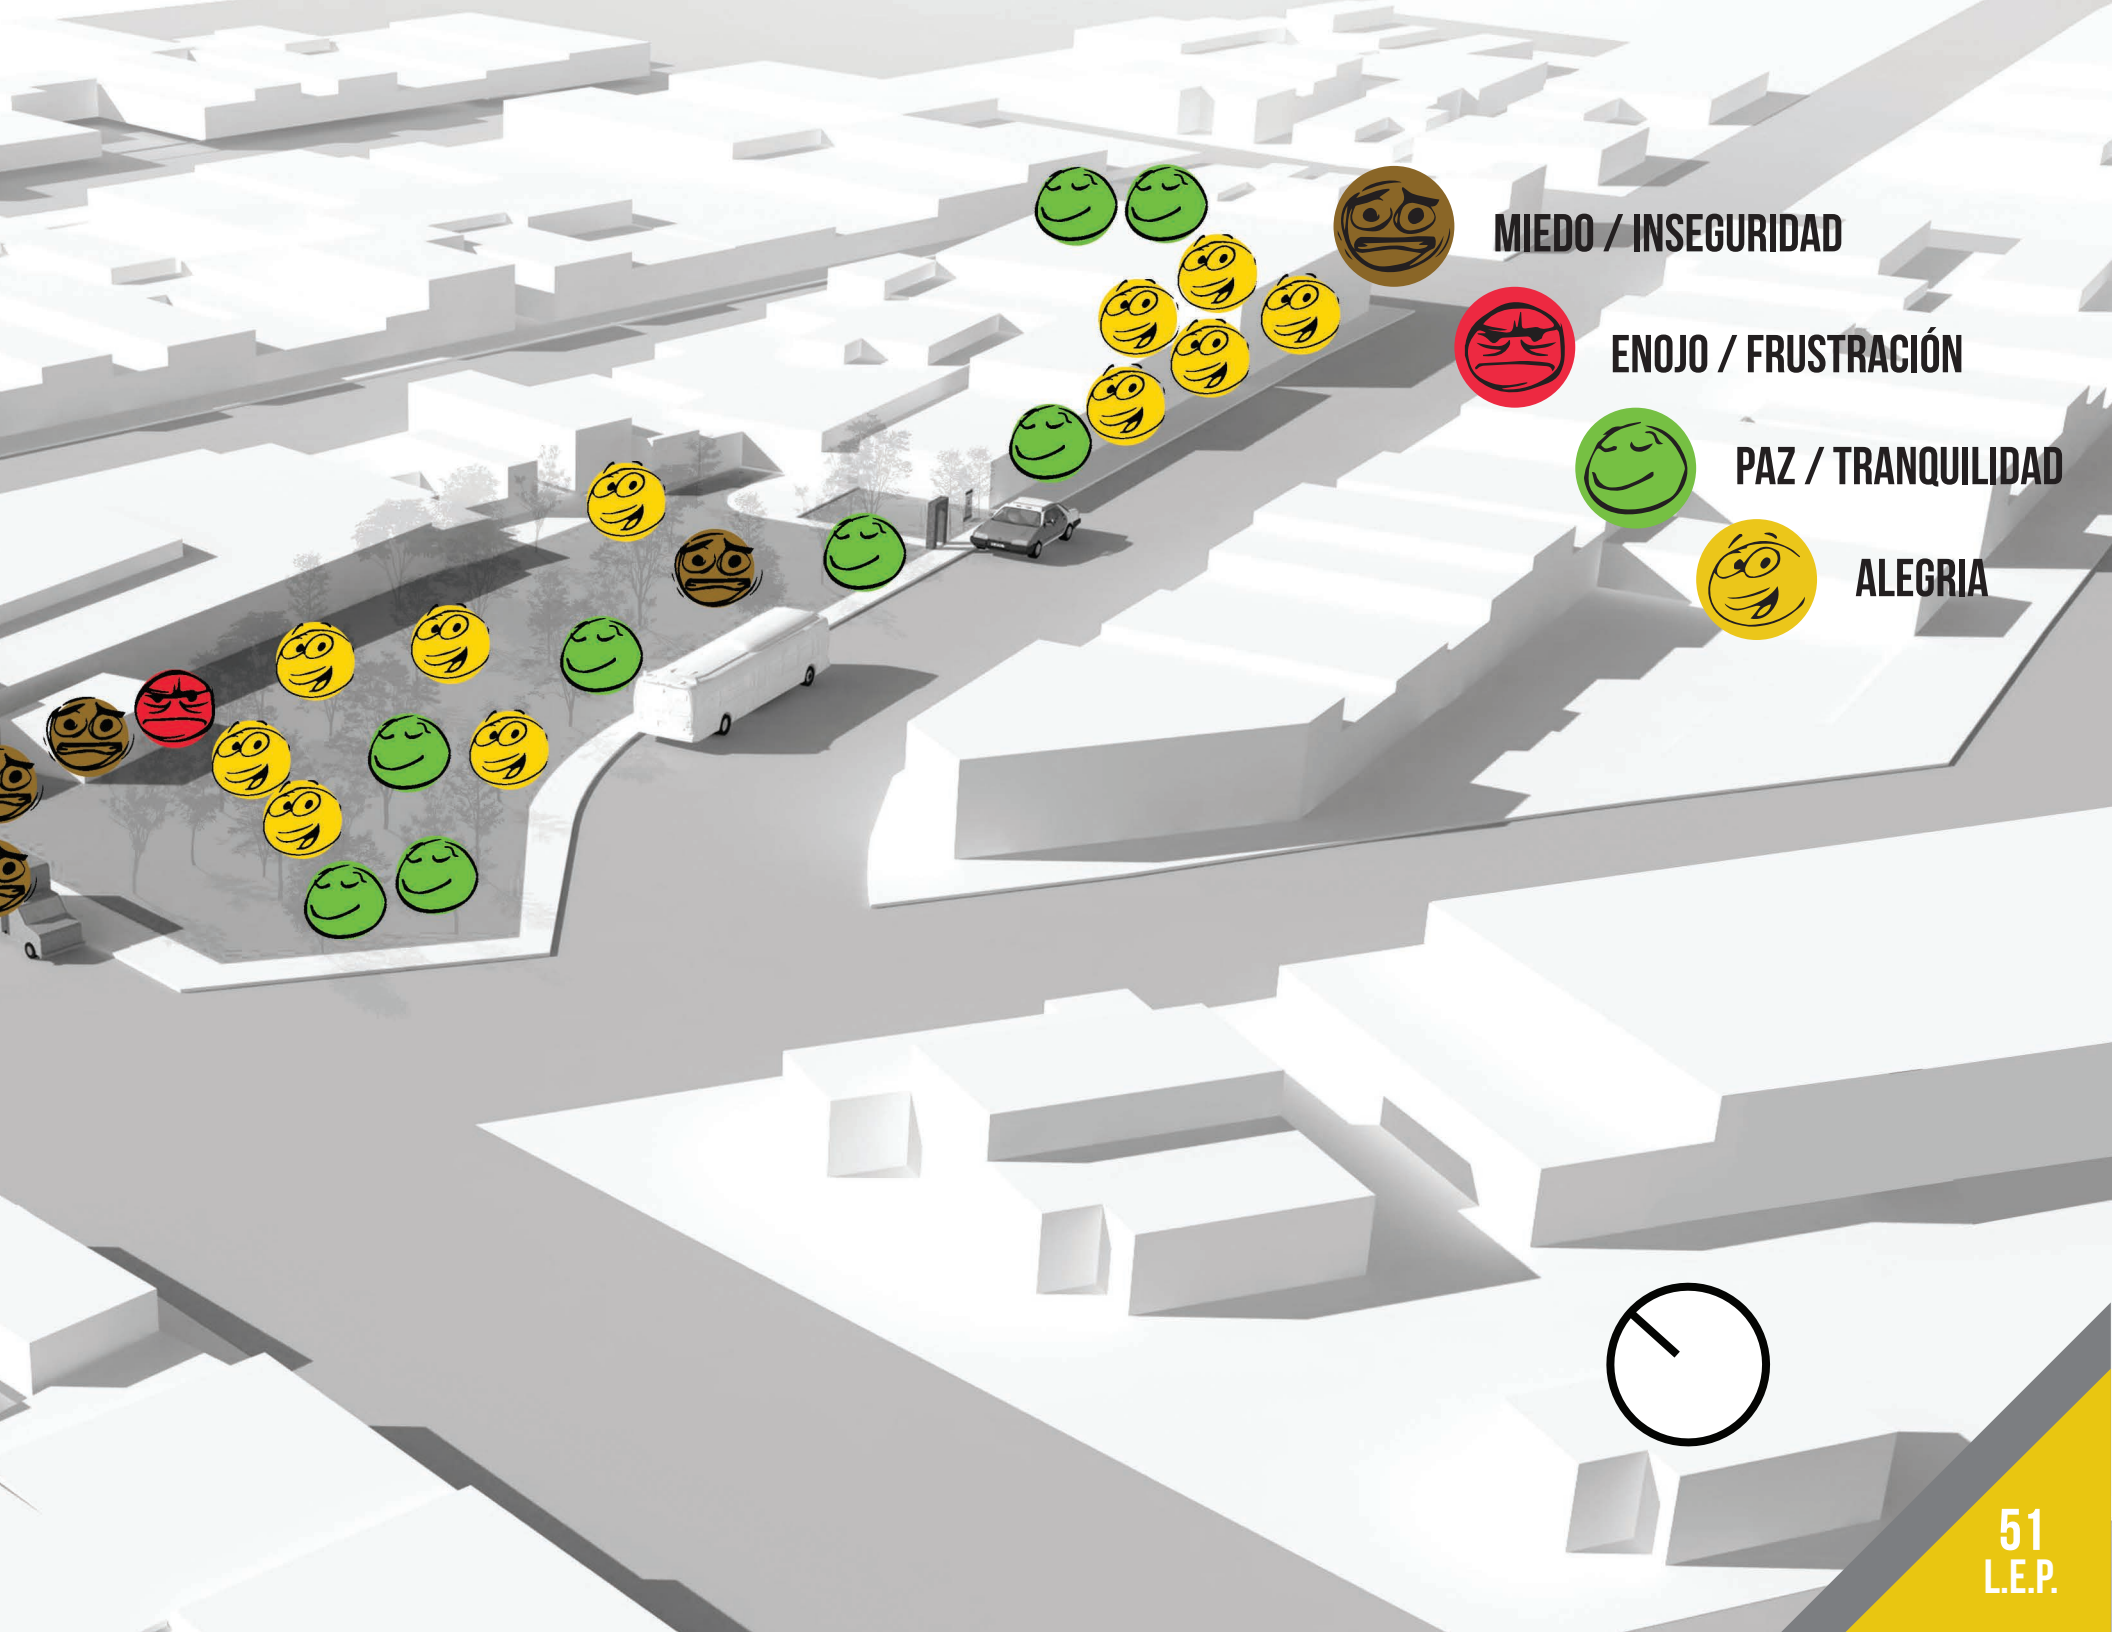 MIEDO / INSEGURIDAD
ENOJO / FRUSTRACIÓN
PAZ / TRANQUILIDAD
ALEGRIA
51
L.E.P.